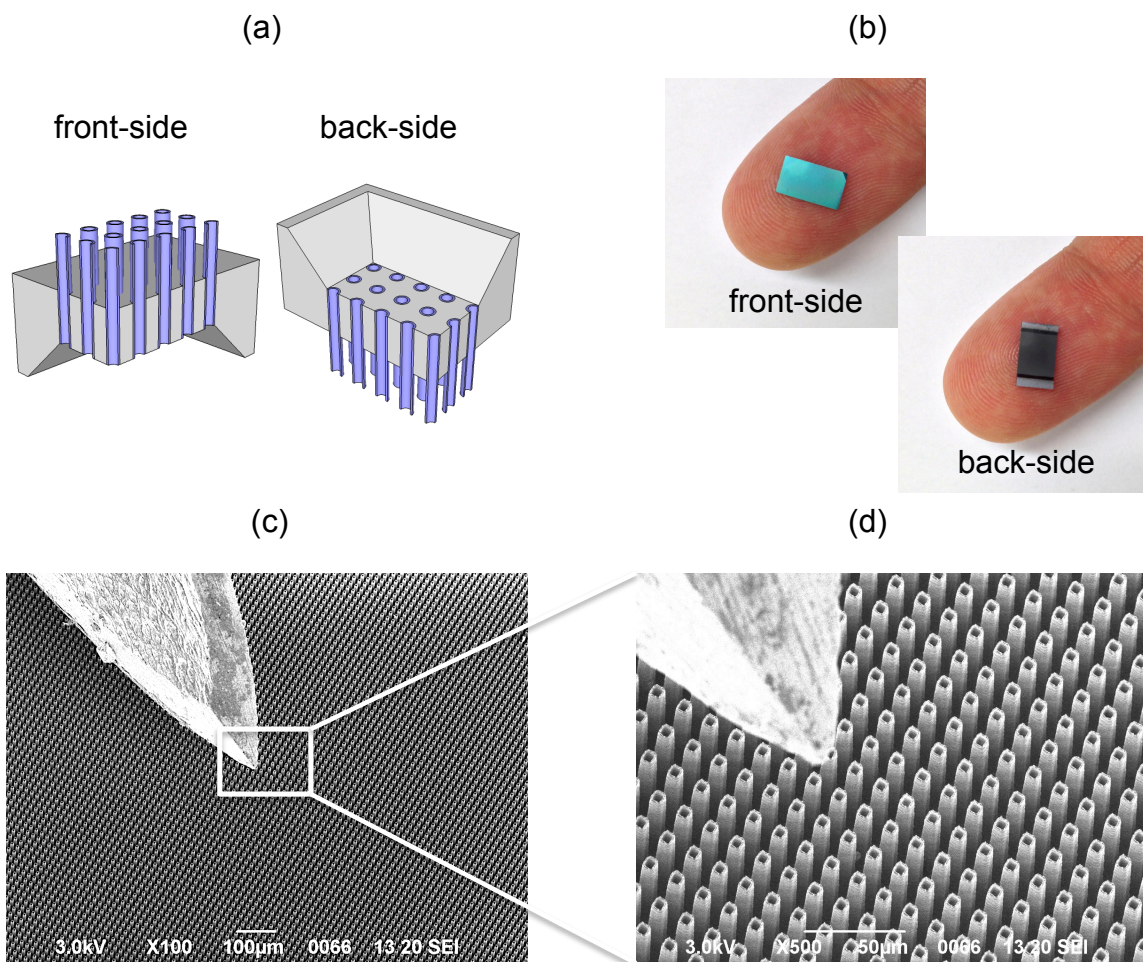 (a)
(b)
front-side
back-side
front-side
back-side
(c)
(d)
3.0kV X100 100µm 0066 13 20 SEI
3.0kV X500 50µm 0066 13 20 SEI